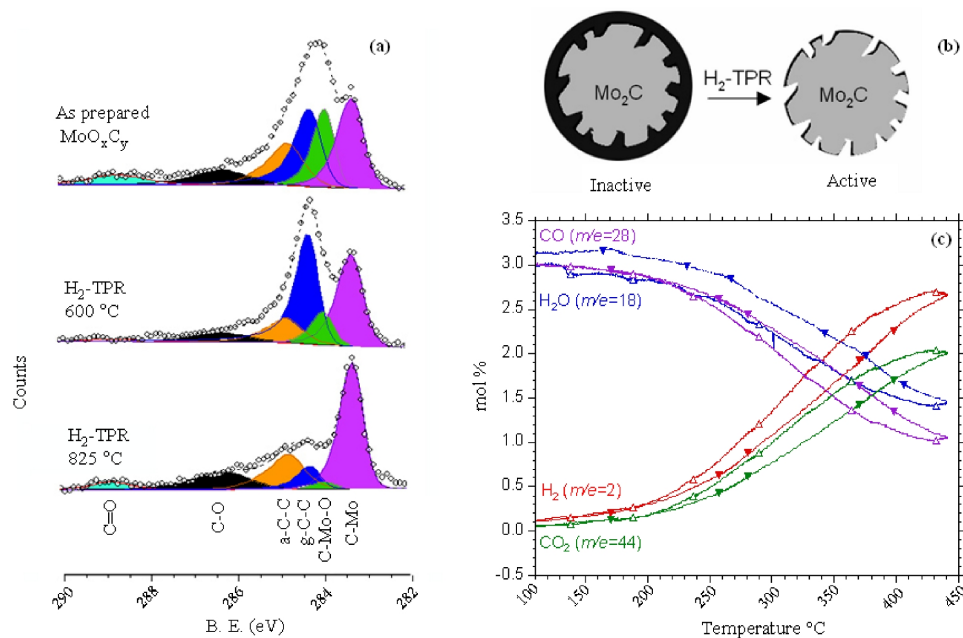 (a)
As prepared
MoOxCy
H2-TPR
600 °C
H2-TPR
825 °C
Counts
C=O
C-O
a-C-C
g-C-C
C-Mo-O
C-Mo
290
288
286
284
282
B. E. (eV)
(b)
Mo2C
H2-TPR
Mo2C
Inactive
Active
(c)
3.5
3.0
2.5
2.0
1.5
1.0
0.5
0.0
-0.5
mol %
CO (m/e=28)
H2O (m/e=18)
H2 (m/e=2)
CO2 (m/e=44)
100
150
200
250
300
350
400
450
Temperature °C